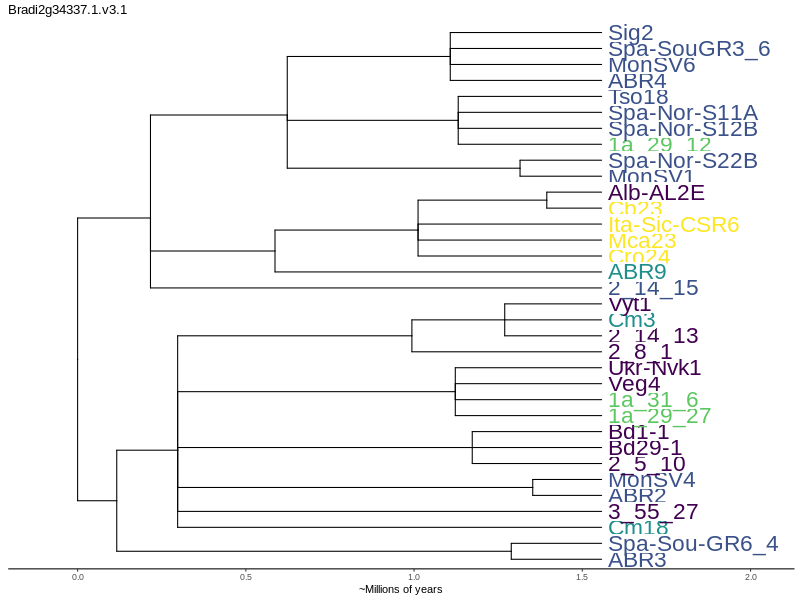 Bradi2g34337.1.v3.1
Sig2
Spa-SouGR3_6
MonSV6
ABR4
Tso18
Spa-Nor-S11A
Spa-Nor-S12B
1a_29_12
Spa-Nor-S22B
MonSV1
Alb-AL2E
Cb23
Ita-Sic-CSR6
Mca23
Cro24
ABR9
2_14_15
Vyt1
Cm3
2_14_13
2_8_1
Ukr-Nvk1
Veg4
1a_31_6
1a_29_27
Bd1-1
Bd29-1
2_5_10
MonSV4
ABR2
3_55_27
Cm18
Spa-Sou-GR6_4
ABR3
0.0 0.5 1.0 1.5 2.0
~Millions of years